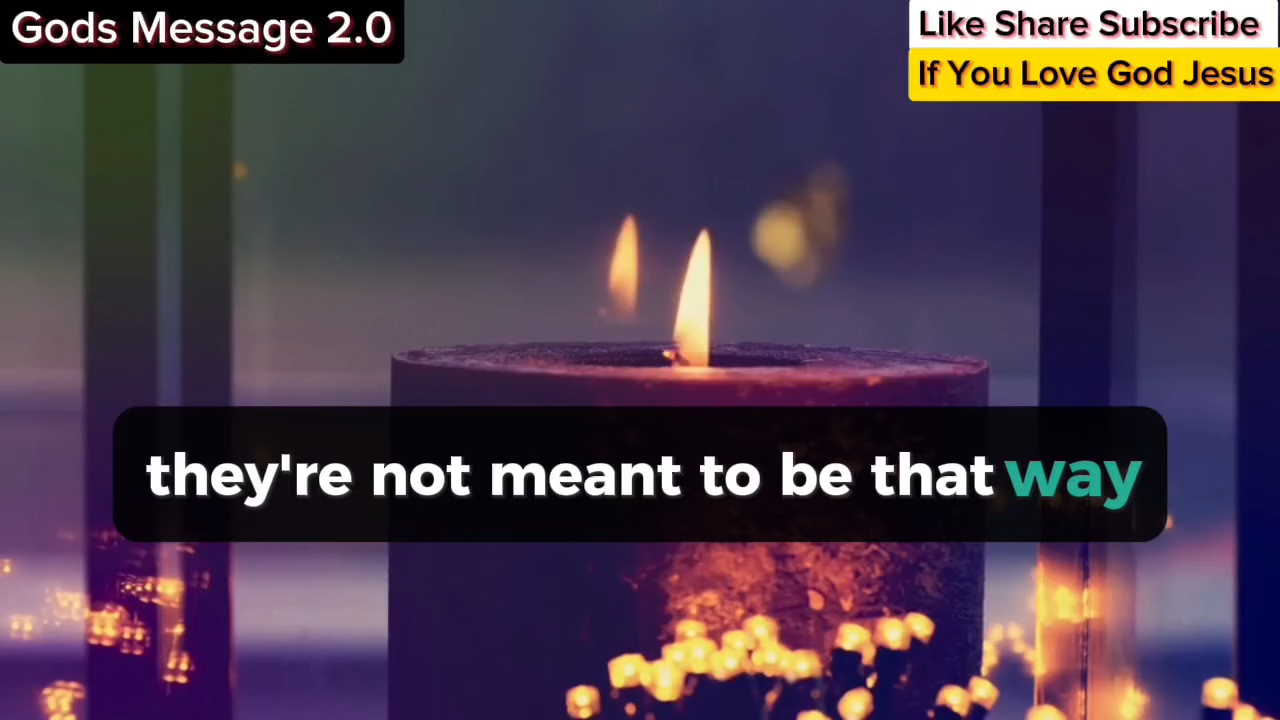 Gods Message 2.0
Like Share Subscribe
If You Love God Jesus
they're not meant to be that way